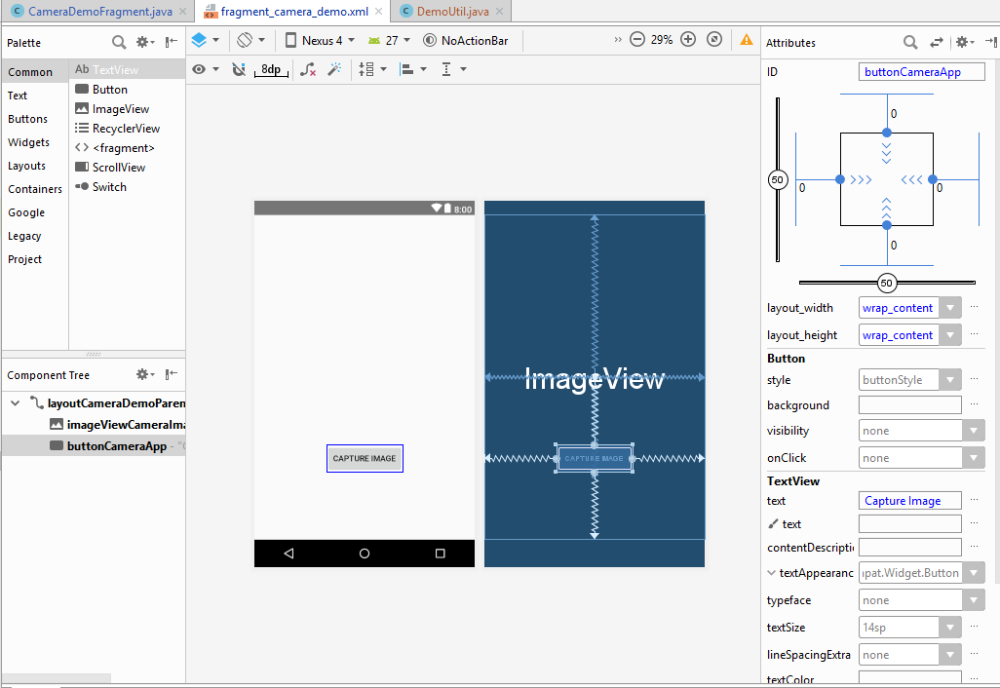 CameraDemoFragment.java
fragment_camera_demo.xml
DemoUtil.java
Palette
Common
Text
Buttons
Widgets
Layouts
Containers
Google
Legacy
Project
Ab TextView
Button
ImageView
RecyclerView
<fragment>
ScrollView
Switch
Component Tree
layoutCameraDemoParen
imageViewCameraIma
buttonCameraApp - "C
Nexus 4
27
NoActionBar
29%
8dp
8:00
CAPTURE IMAGE
ImageView
CAPTURE IMAGE
Attributes
ID
buttonCameraApp
0
50
0
0
0
50
layout_width
wrap_content
layout_height
wrap_content
Button
style
buttonStyle
background
visibility
none
onClick
none
TextView
text
Capture Image
text
contentDescriptic
textAppearanc
ıpat.Widget.Button
typeface
none
textSize
14sp
lineSpacingExtra
none
textColor